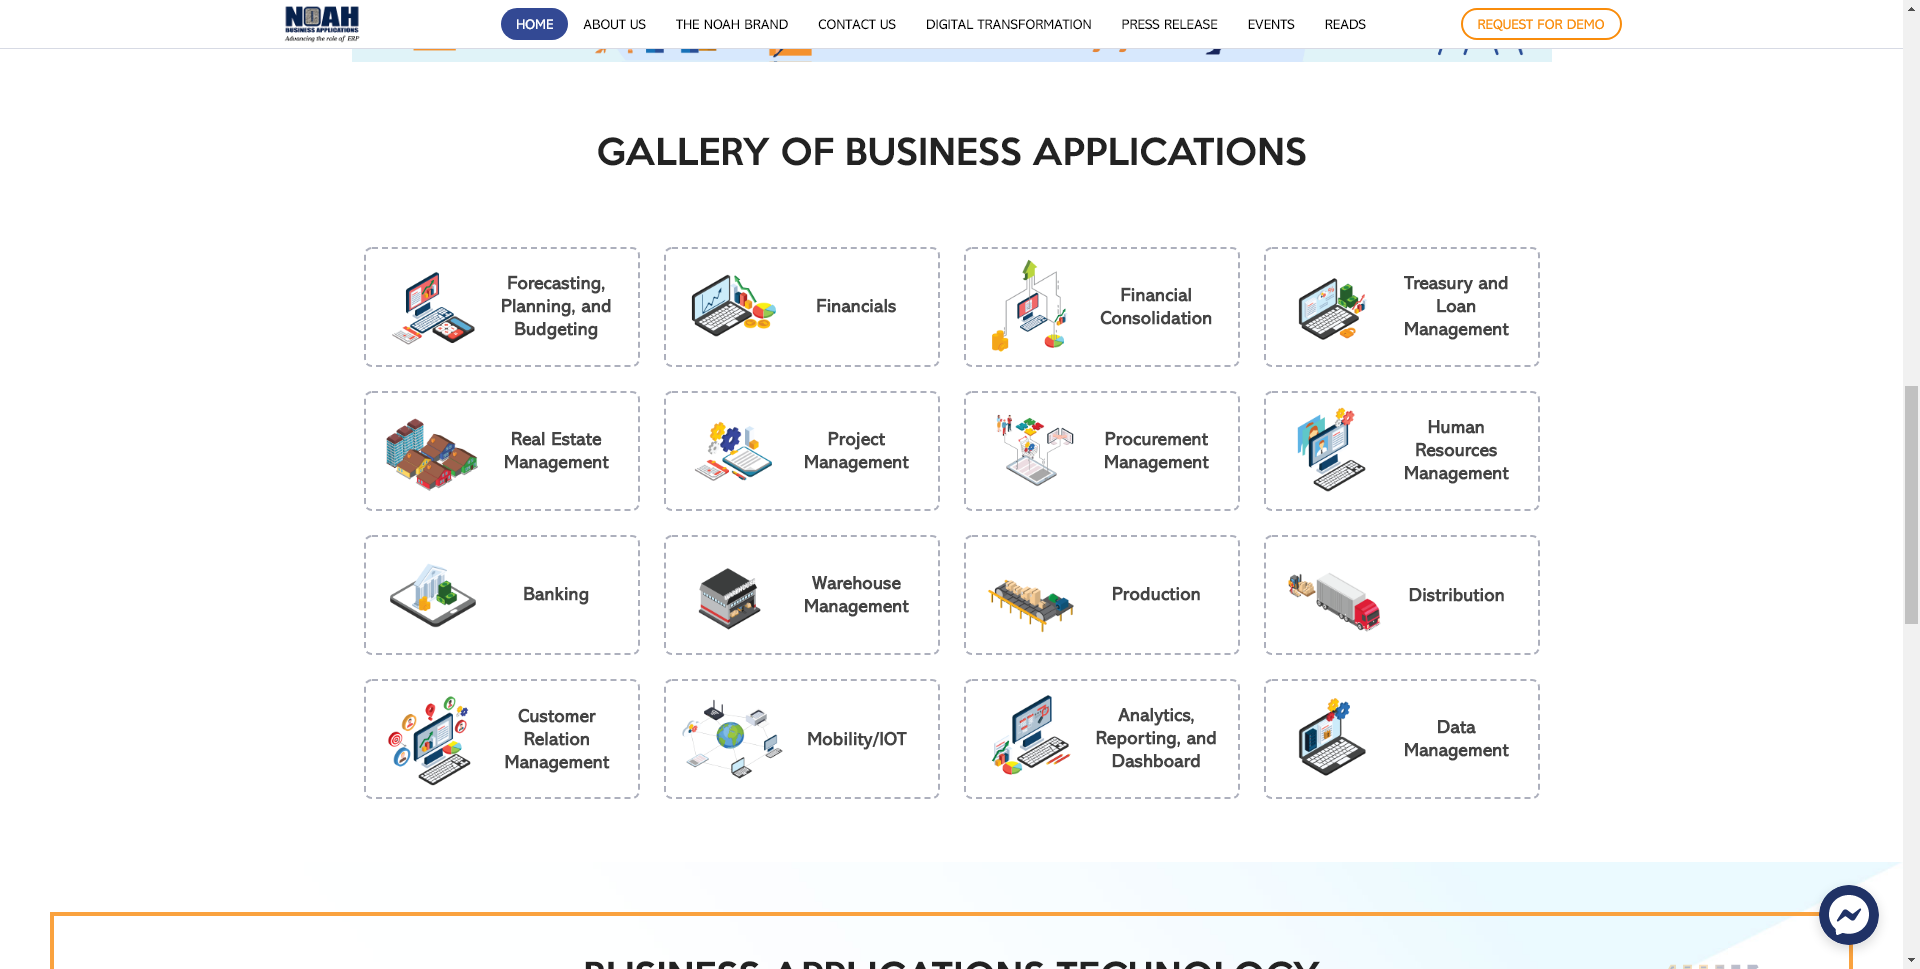 NOAH
BUSINESS APPLICATIONS
Advancing the role of ERP
HOME
ABOUT US
THE NOAH BRAND
CONTACT US
DIGITAL TRANSFORMATION
PRESS RELEASE
EVENTS
READS
REQUEST FOR DEMO
GALLERY OF BUSINESS APPLICATIONS
Forecasting,
Planning, and
Budgeting
Financials
Financial
Consolidation
Treasury and
Loan
Management
Real Estate
Management
Project
Management
Procurement
Management
Human
Resources
Management
Banking
Warehouse
Management
Production
Distribution
Customer
Relation
Management
Mobility/IOT
Analytics,
Reporting, and
Dashboard
Data
Management
BUSINESS APPLICATIONS TECHNOLOGY